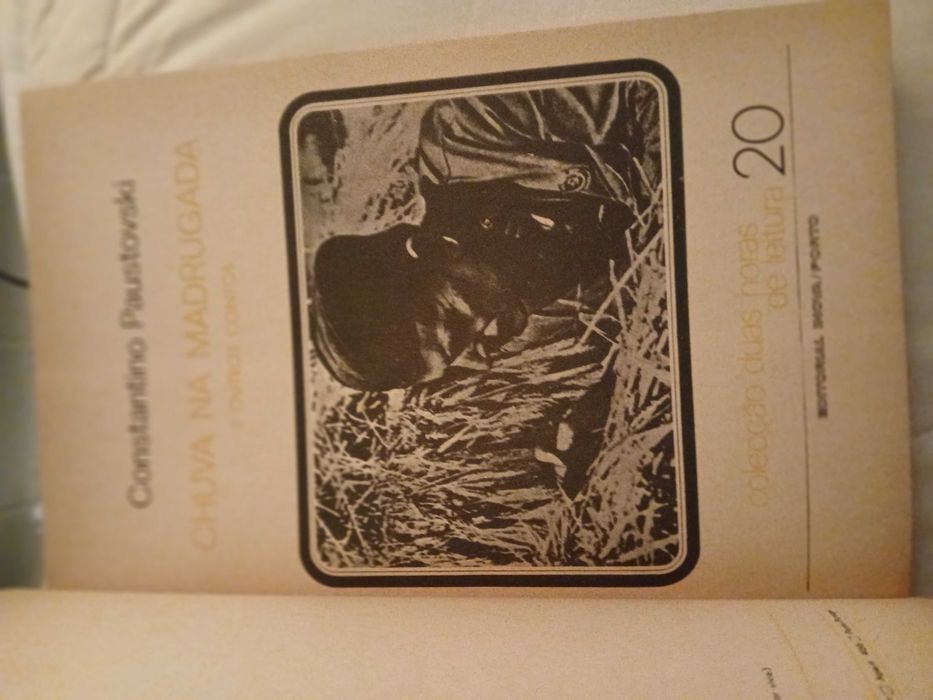 Constantino Paustovski
CHUVA NA MADRUGADA
E OUTROS CONTOS
colecção duas horas
de leitura 20
EDITORIAL INOVA/PORTO